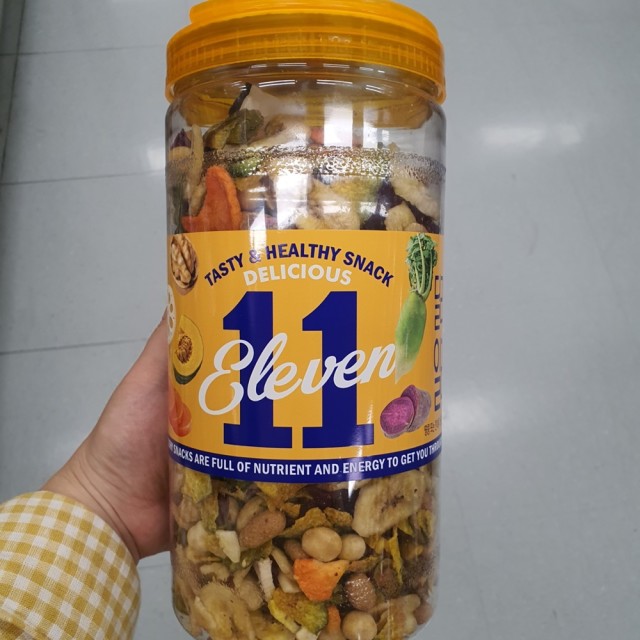 TASTY & HEALTHY SNACK
DELICIOUS
11
Eleven
SNACKS ARE FULL OF NUTRIENT AND ENERGY TO GET YOU